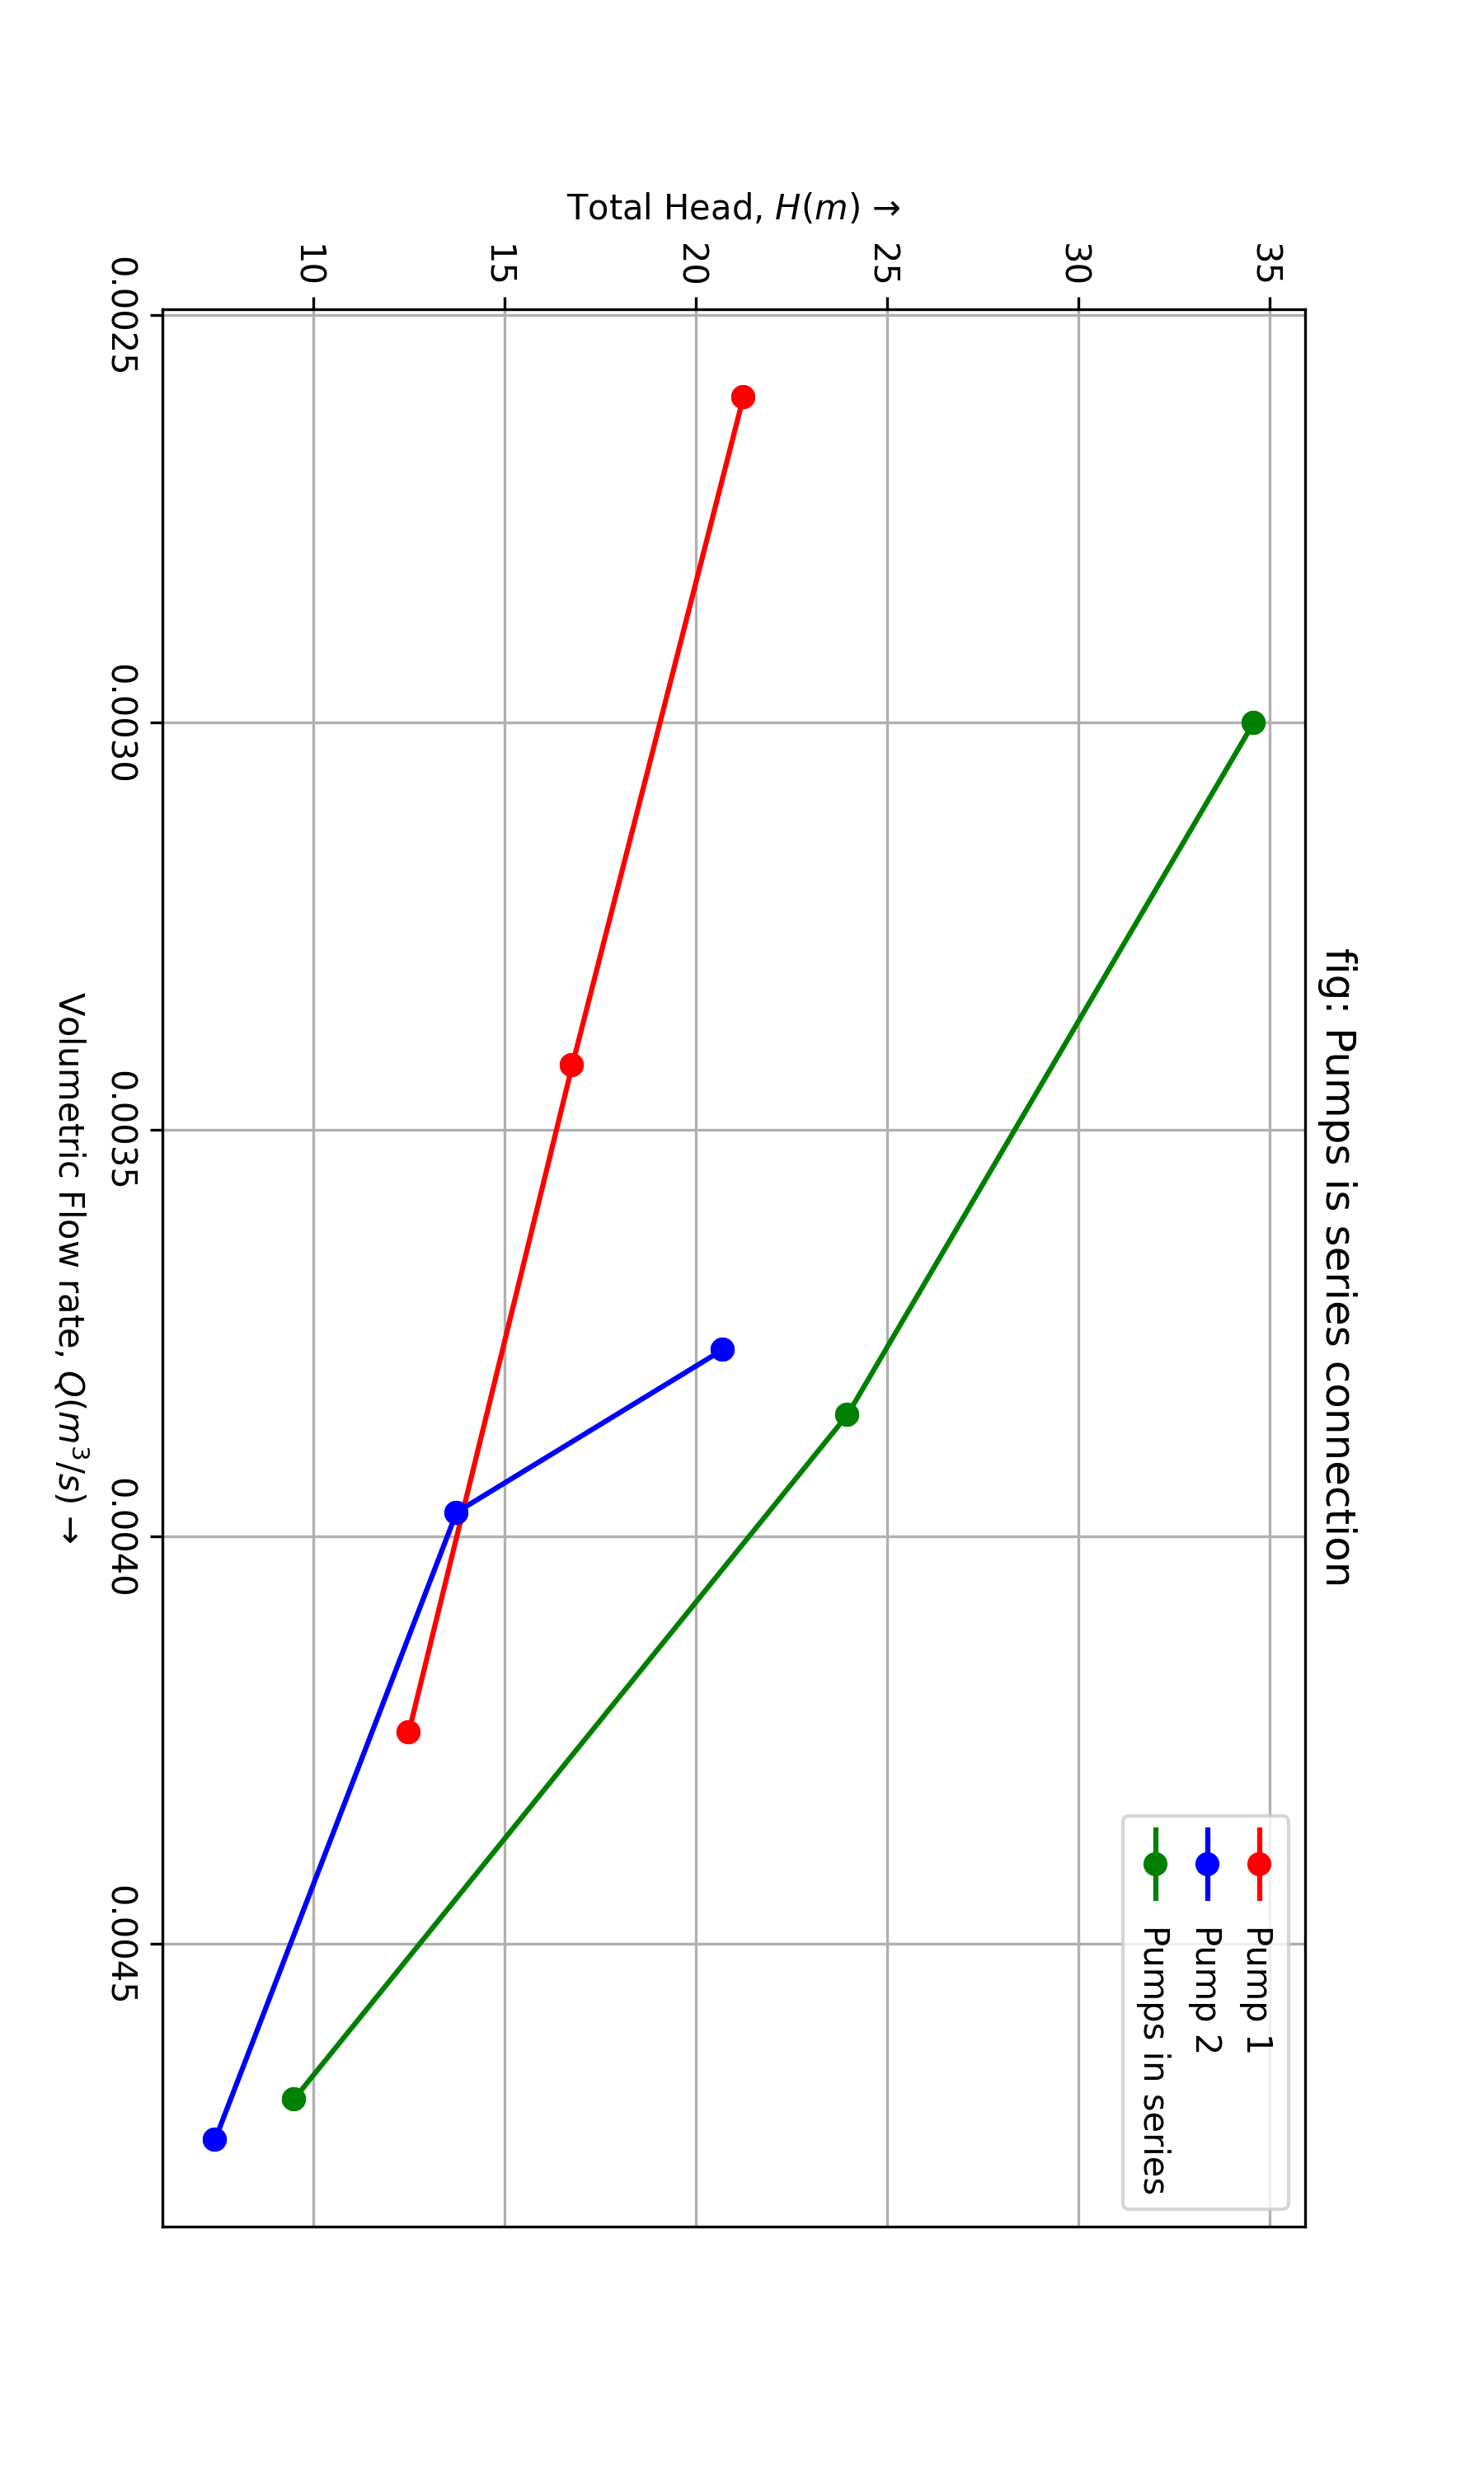 fig: Pumps is series connection
Total Head, H(m) →
35
30
25
20
15
10
0.0025
0.0030
0.0035
0.0040
0.0045
Volumetric Flow rate, Q(m³/s) →
Pump 1
Pump 2
Pumps in series